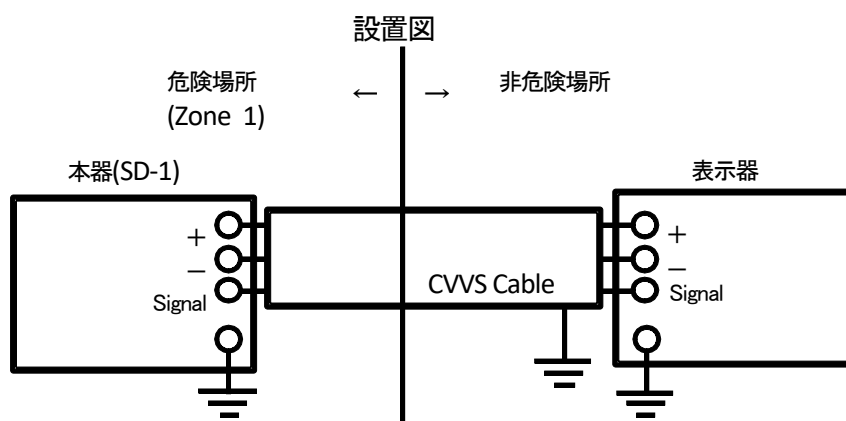 設置図
危険場所
(Zone 1)
← →
非危険場所
本器(SD-1)
表示器
＋
－
Signal
CVVS Cable
＋
－
Signal